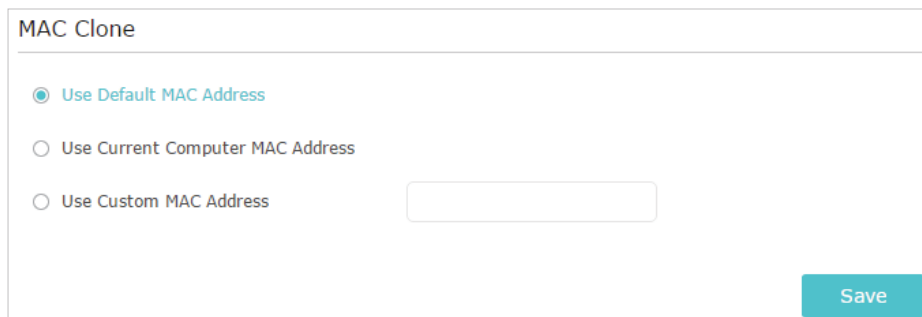 MAC Clone
Use Default MAC Address
Use Current Computer MAC Address
Use Custom MAC Address
Save